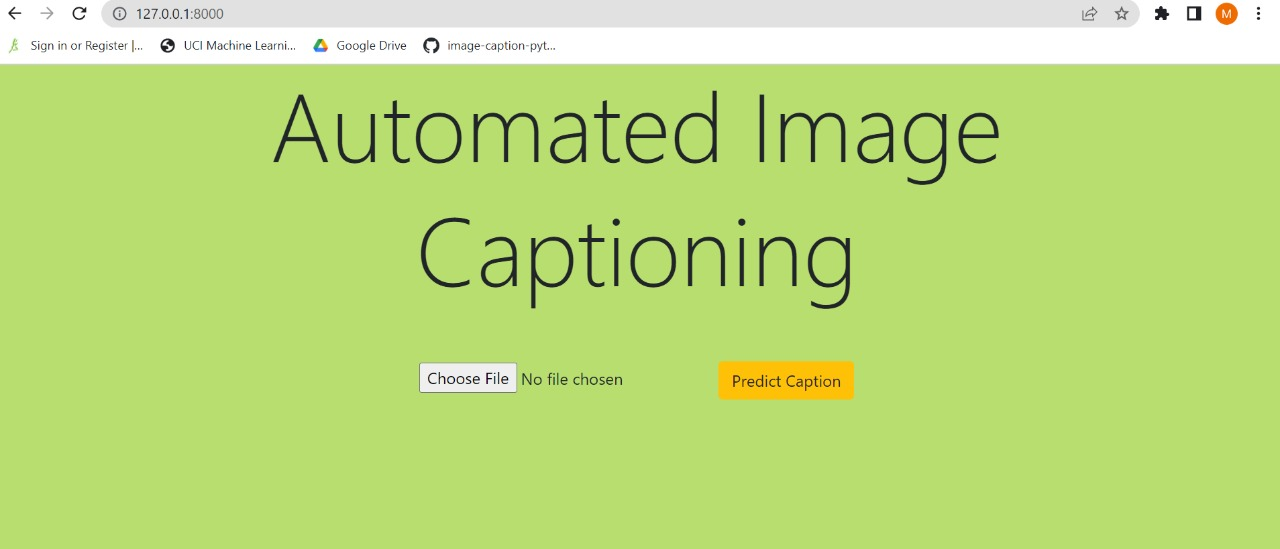 127.0.0.1:8000
M
Sign in or Register |...
UCI Machine Learni...
Google Drive
image-caption-pyt...
Automated Image
Captioning
Choose File No file chosen
Predict Caption